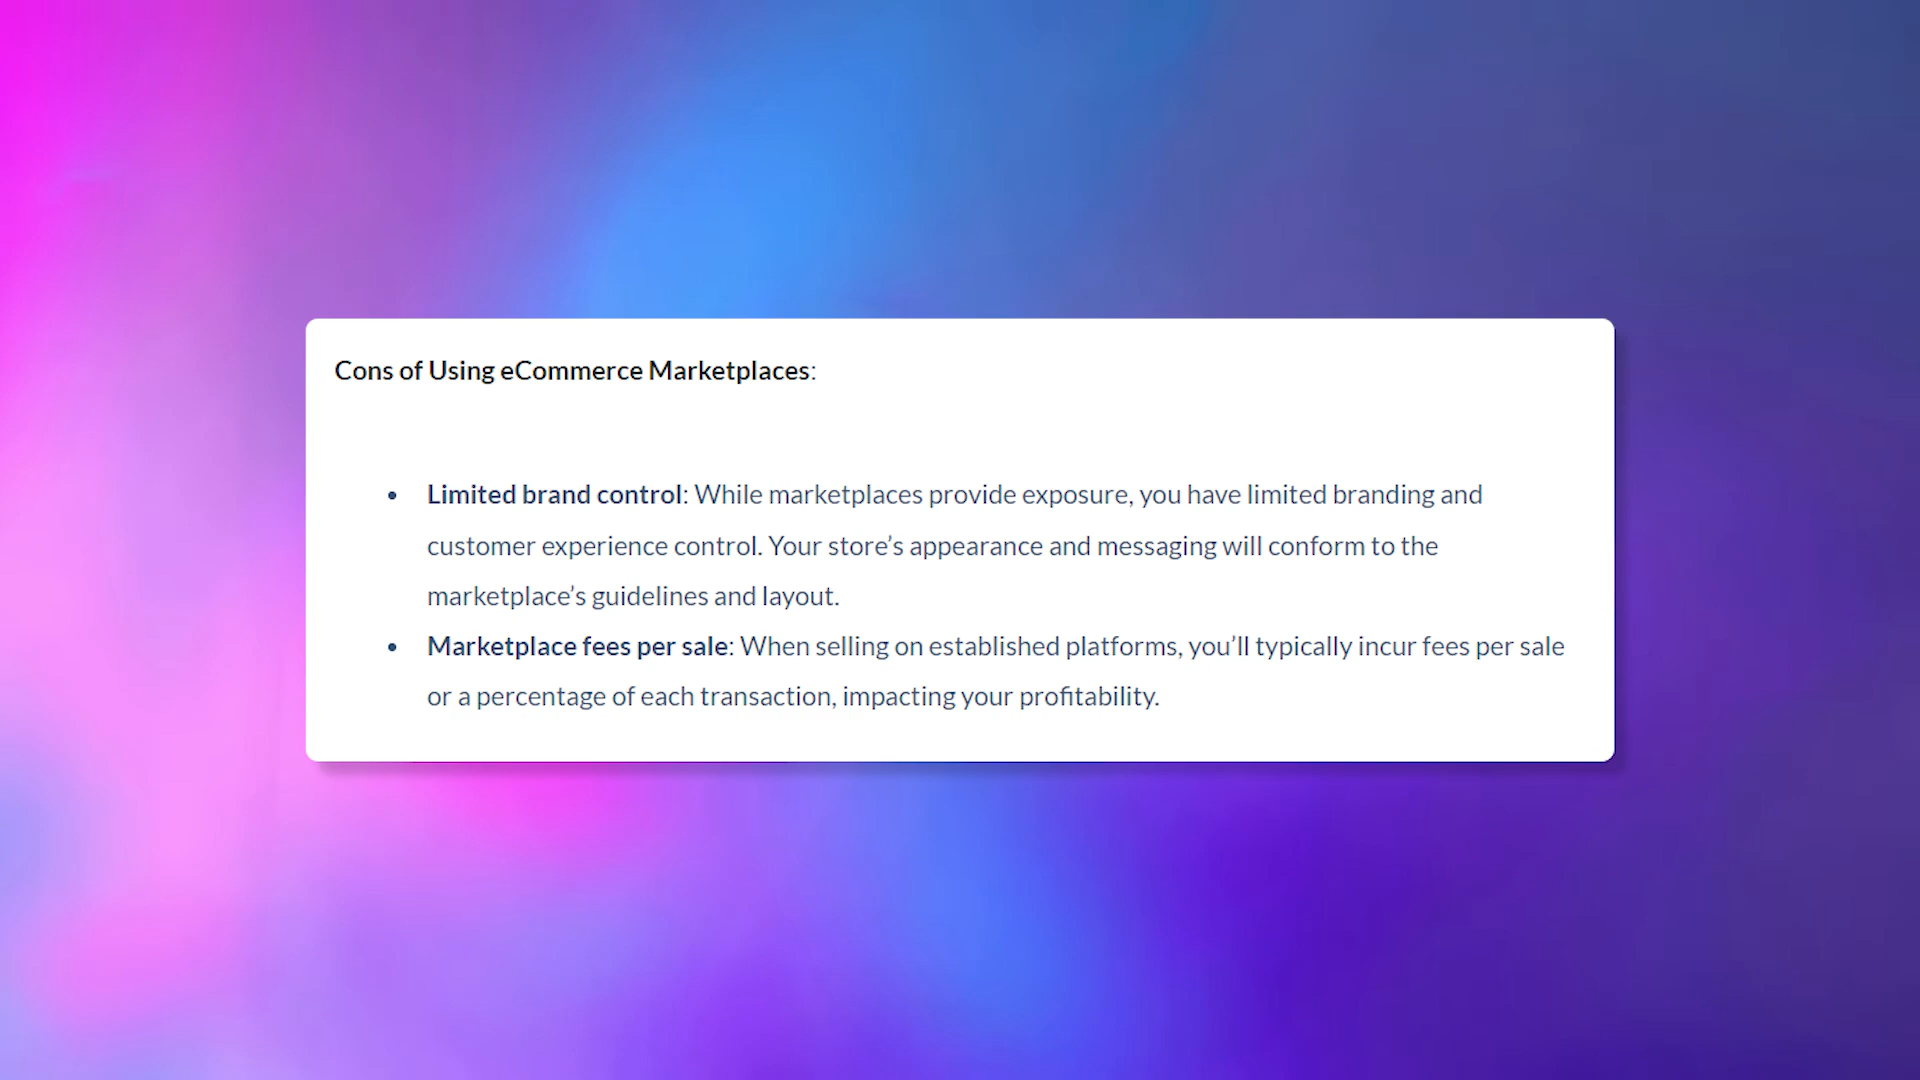 Cons of Using eCommerce Marketplaces:
• Limited brand control: While marketplaces provide exposure, you have limited branding and
customer experience control. Your store’s appearance and messaging will conform to the
marketplace’s guidelines and layout.
• Marketplace fees per sale: When selling on established platforms, you’ll typically incur fees per sale
or a percentage of each transaction, impacting your profitability.